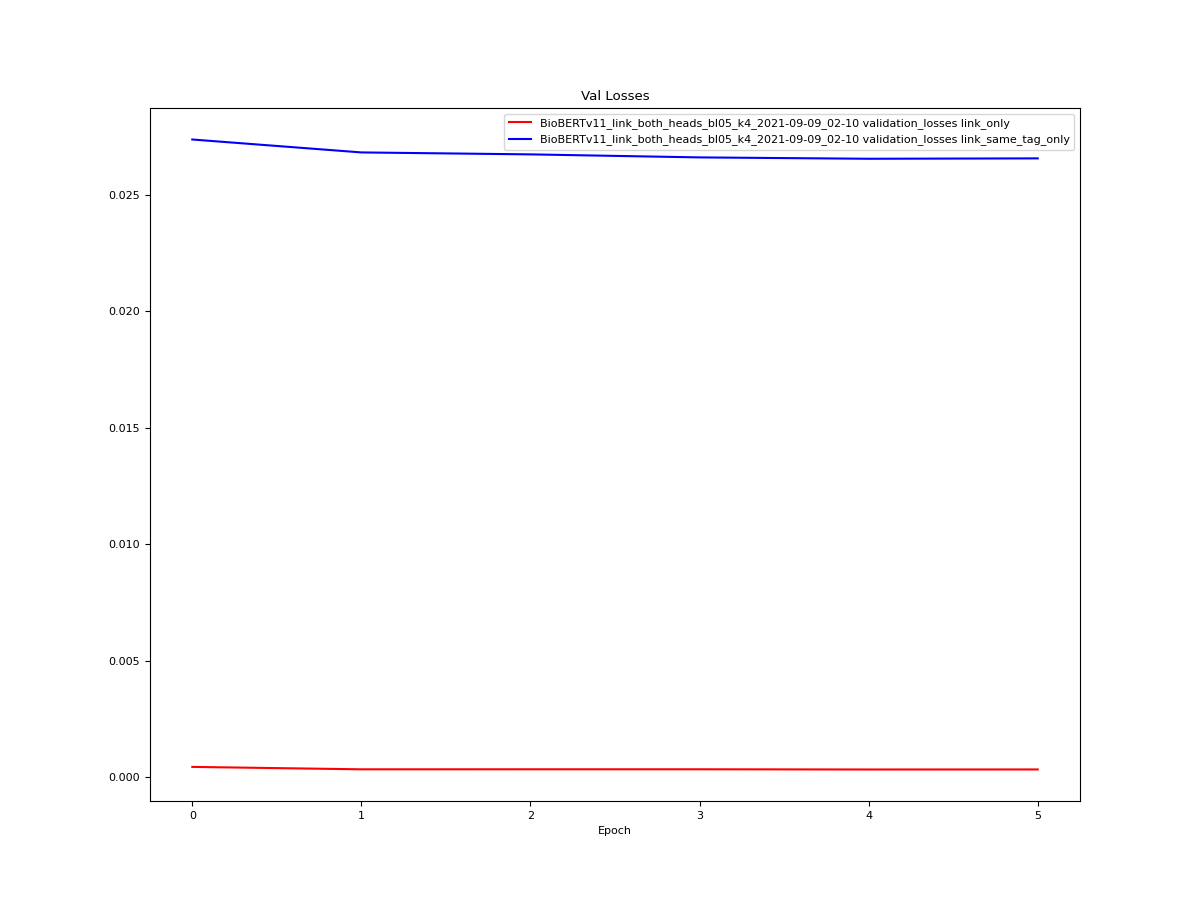 Val Losses
BioBERTv11_link_both_heads_bl05_k4_2021-09-09_02-10 validation_losses link_only
BioBERTv11_link_both_heads_bl05_k4_2021-09-09_02-10 validation_losses link_same_tag_only
0.025
0.020
0.015
0.010
0.005
0.000
0 1 2 3 4 5
Epoch